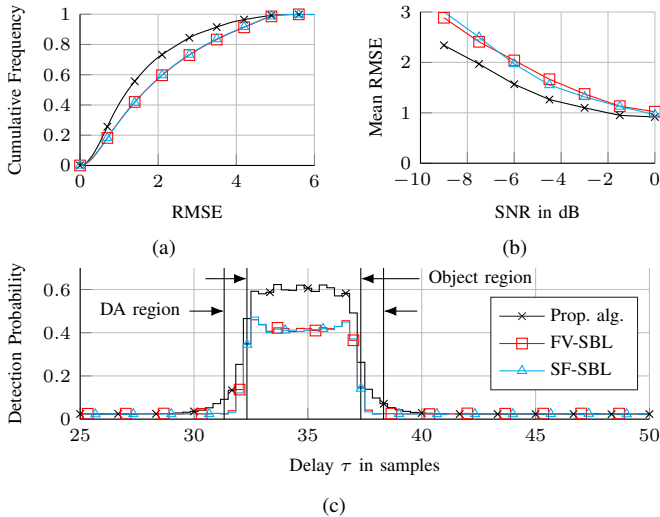 Cumulative Frequency
1
0.8
0.6
0.4
0.2
0
0 2 4 6
RMSE
(a)
Mean RMSE
3
2
1
0
−10 −8 −6 −4 −2 0
SNR in dB
(b)
Detection Probability
0.6
0.4
0.2
0
DA region
Object region
Prop. alg.
FV-SBL
SF-SBL
25 30 35 40 45 50
Delay τ in samples
(c)